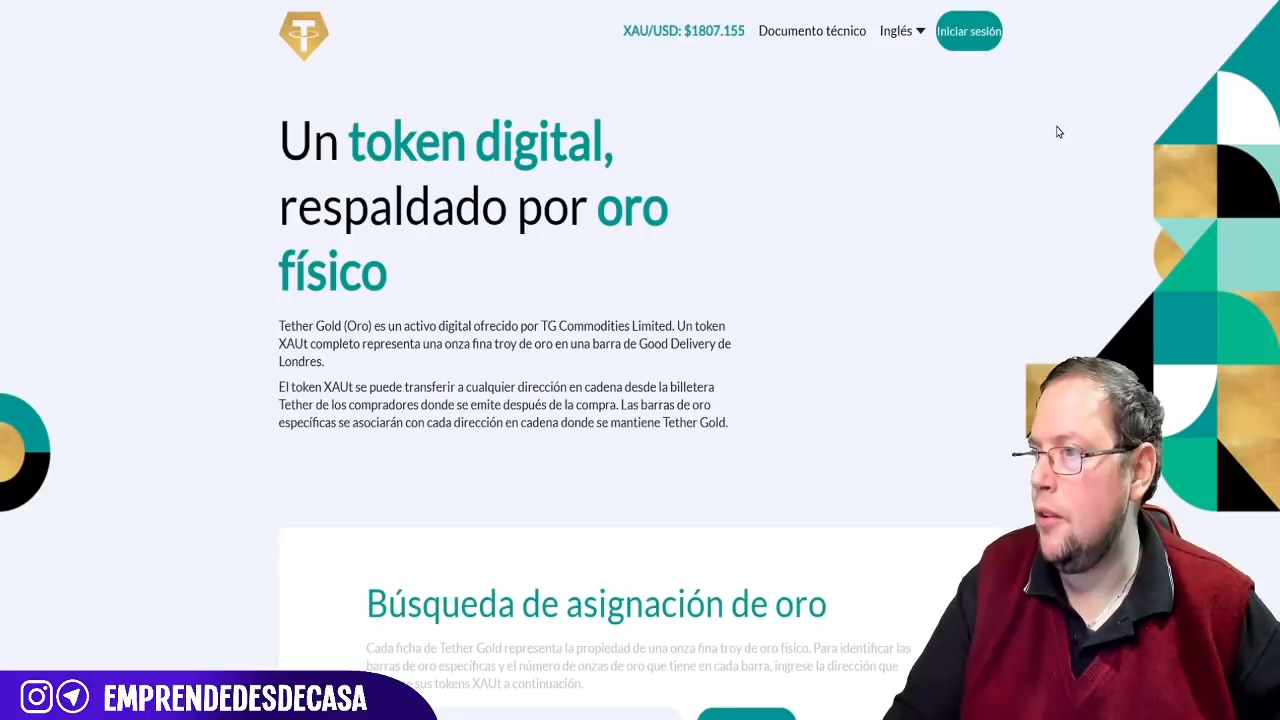 XAU/USD: $1807.155 Documento técnico Inglés Iniciar sesión
Un token digital,
respaldado por oro
físico
Tether Gold (Oro) es un activo digital ofrecido por TG Commodities Limited. Un token
XAUt completo representa una onza fina troy de oro en una barra de Good Delivery de
Londres.
El token XAUt se puede transferir a cualquier dirección en cadena desde la billetera
Tether de los compradores donde se emite después de la compra. Las barras de oro
específicas se asociarán con cada dirección en cadena donde se mantiene Tether Gold.
Búsqueda de asignación de oro
Cada ficha de Tether Gold representa la propiedad de una onza fina troy de oro físico. Para identificar las
barras de oro específicas y el número de onzas de oro que tiene en cada barra, ingrese la dirección que
sus tokens XAUt a continuación.
EMPRENDEDESDECASA